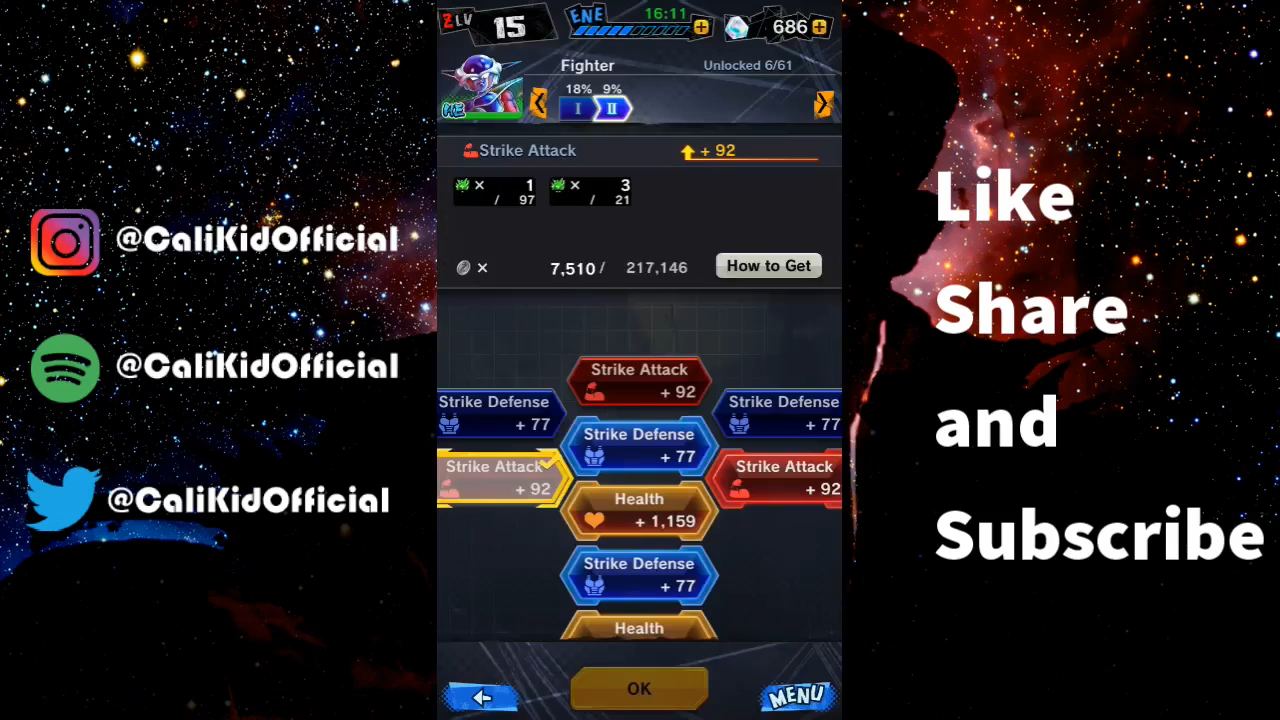 ZLV 15
ENE 16:11
686
Fighter
Unlocked 6/61
18% 9%
I II
HE
Strike Attack + 92
× 1 / 97
× 3 / 21
× 7,510 / 217,146
How to Get
Strike Attack
+ 92
Strike Defense
+ 77
Strike Defense
+ 77
Strike Defense
+ 77
Strike Attack
+ 92
Strike Attack
+ 92
Health
+ 1,159
Strike Defense
+ 77
Health
OK
MENU
@CaliKidOfficial
@CaliKidOfficial
@CaliKidOfficial
Like
Share
and
Subscribe